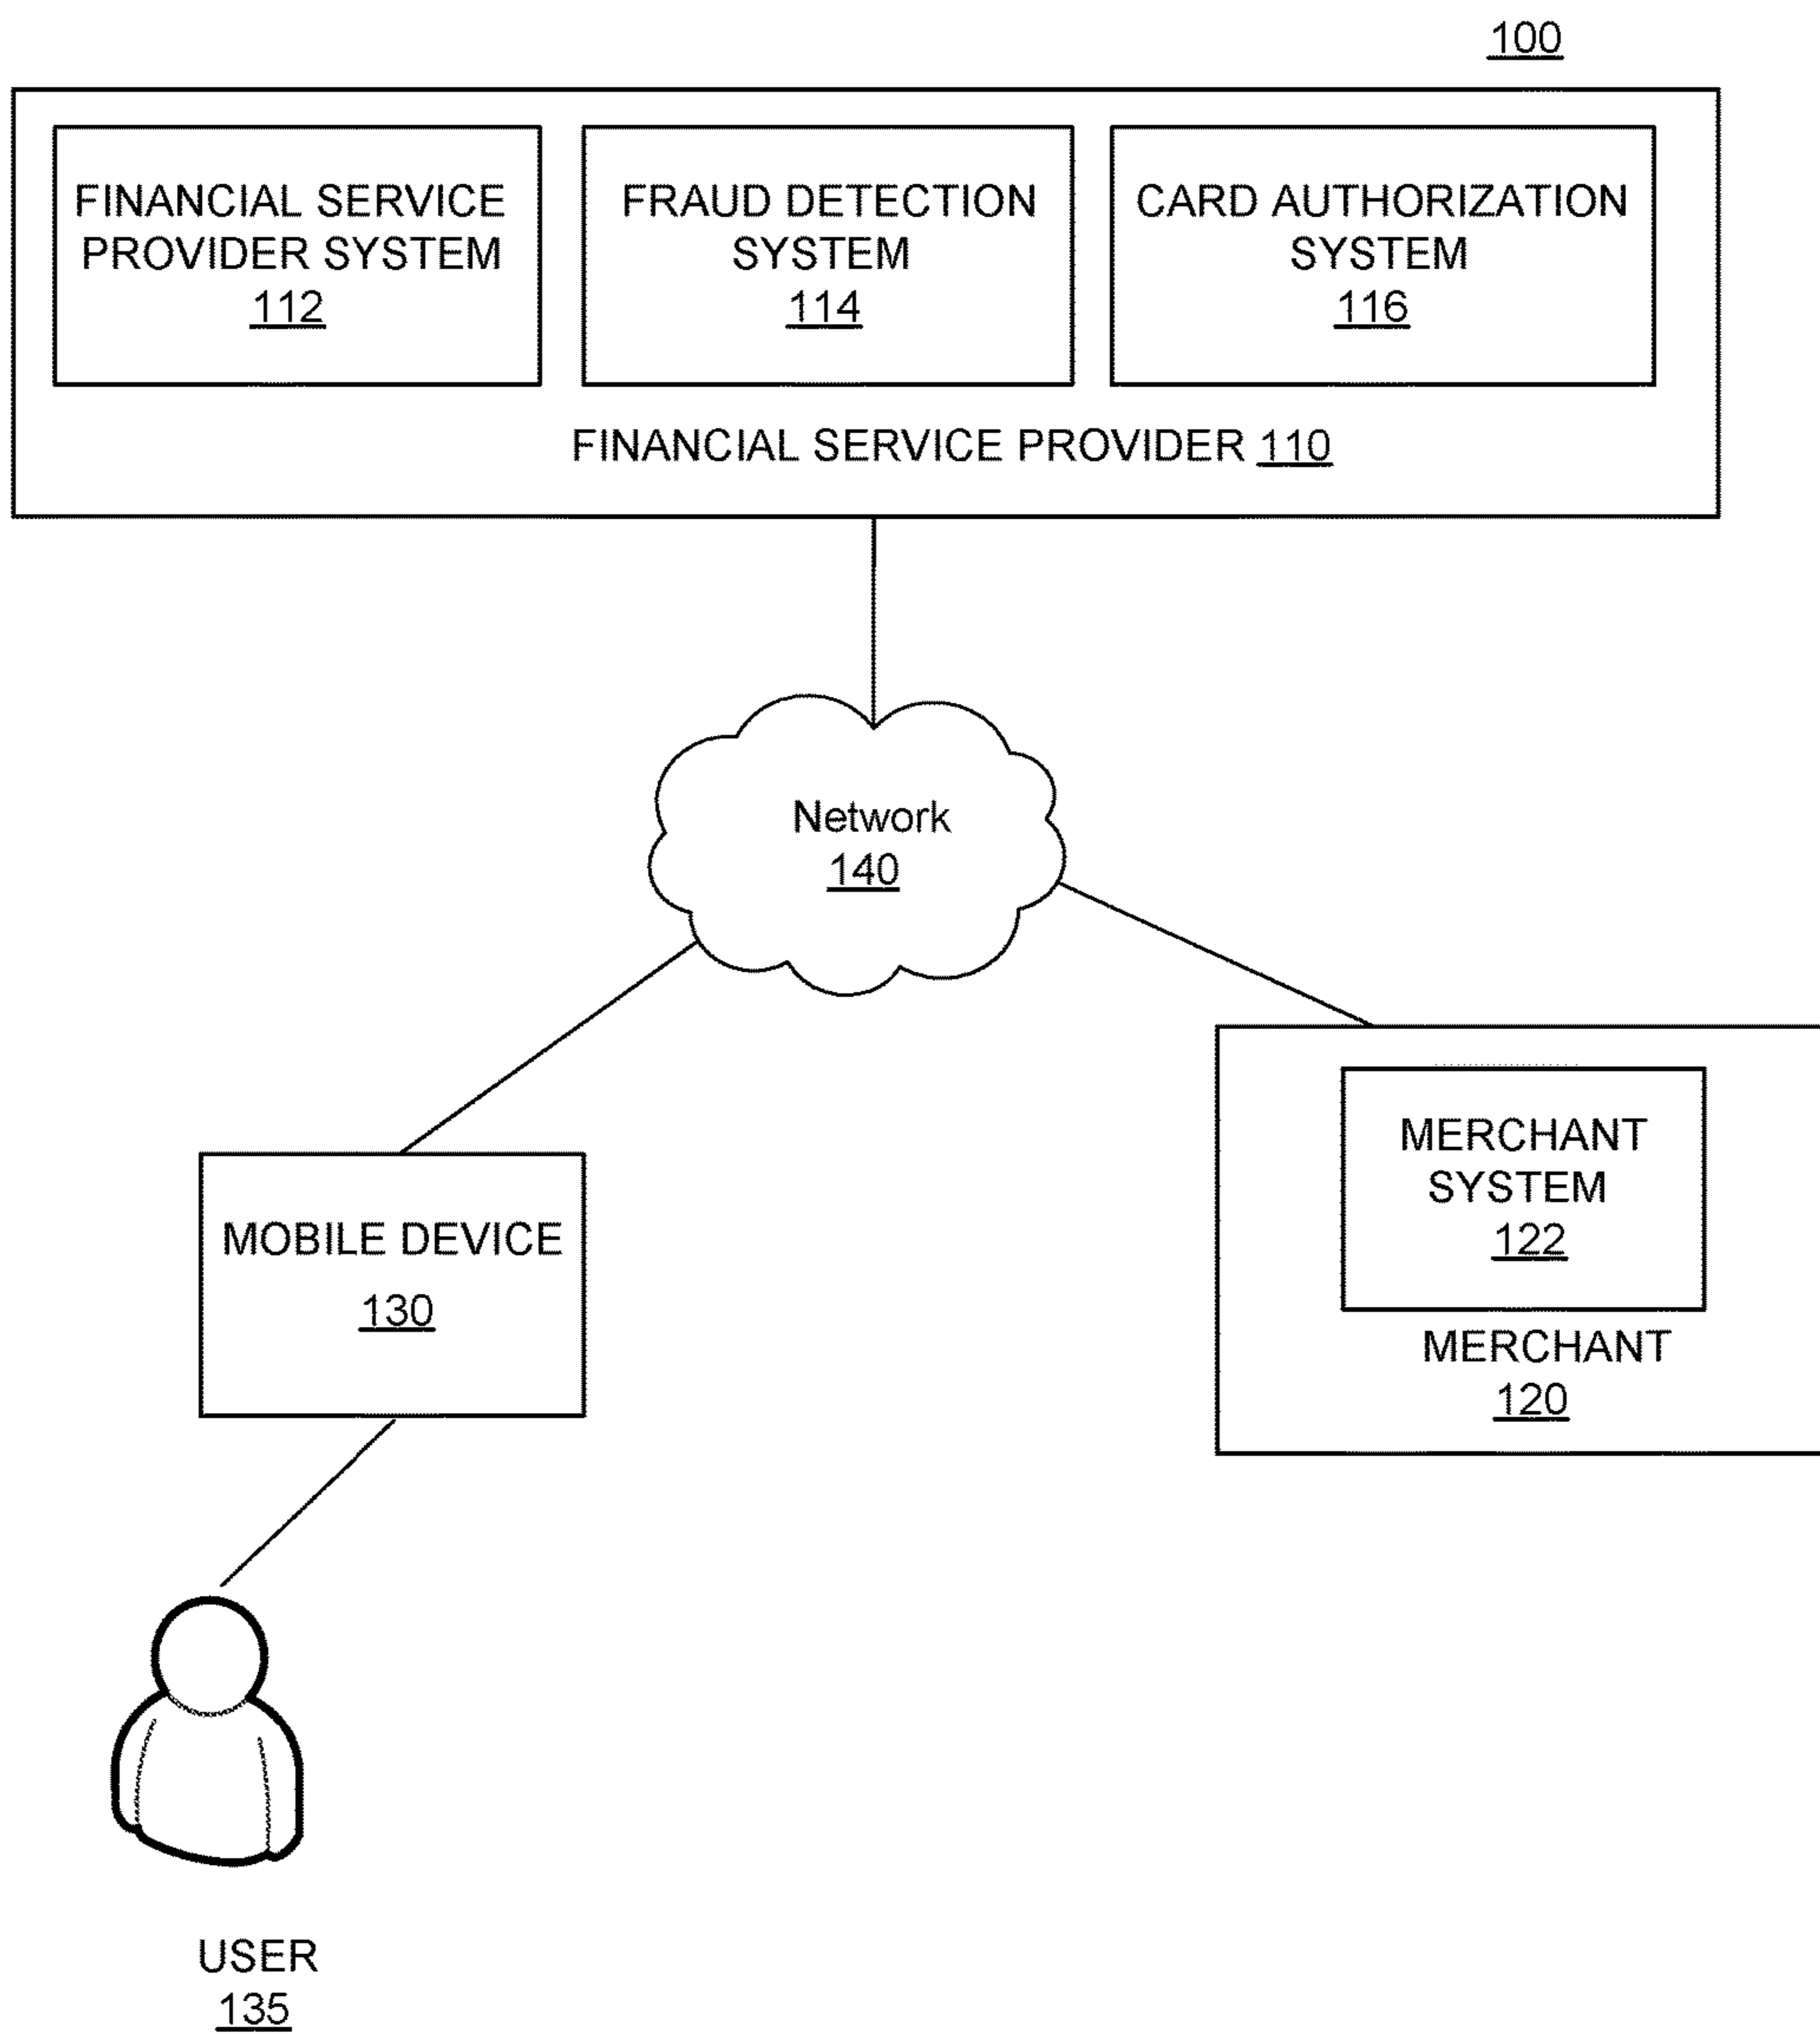 100
FINANCIAL SERVICE
PROVIDER SYSTEM
112
FRAUD DETECTION
SYSTEM
114
CARD AUTHORIZATION
SYSTEM
116
FINANCIAL SERVICE PROVIDER 110
Network
140
MERCHANT
SYSTEM
122
MERCHANT
120
MOBILE DEVICE
130
USER
135